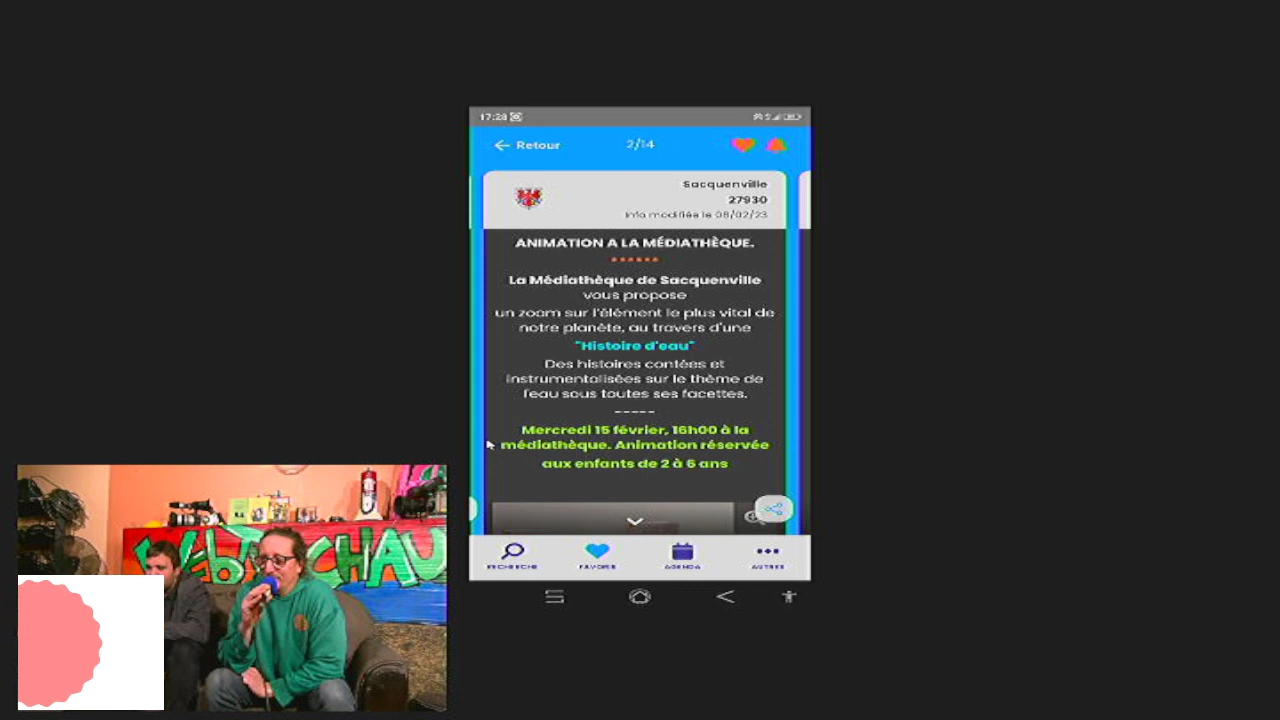 17:28
Retour
2/14
Sacquenville
27930
Info modifiée le 08/02/23
ANIMATION A LA MÉDIATHÈQUE.
La Médiathèque de Sacquenville
vous propose
un zoom sur l'élément le plus vital de
notre planète, au travers d'une
"Histoire d'eau"
Des histoires contées et
instrumentalisées sur le thème de
l'eau sous toutes ses facettes.
-----
Mercredi 15 février, 16h00 à la
médiathèque. Animation réservée
aux enfants de 2 à 6 ans
RECHERCHE
FAVORIS
AGENDA
AUTRES